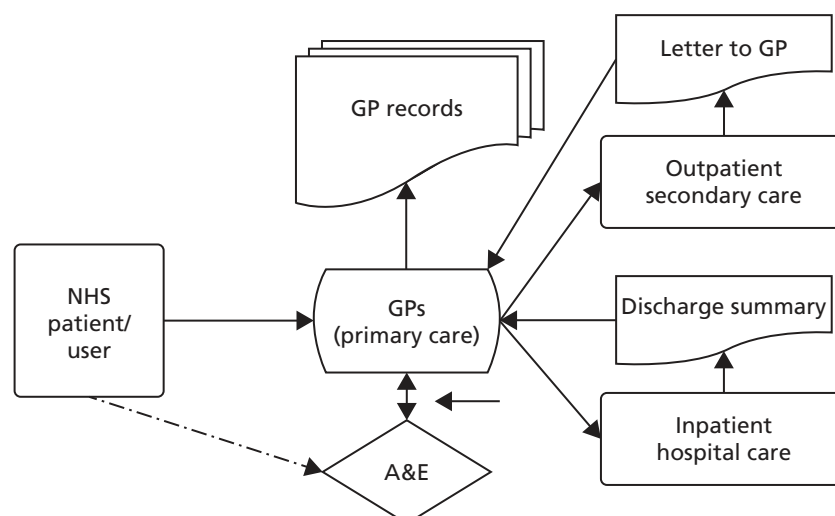 GP records
Letter to GP
Outpatient
secondary care
NHS
patient/
user
GPs
(primary care)
Discharge summary
Inpatient
hospital care
A&E